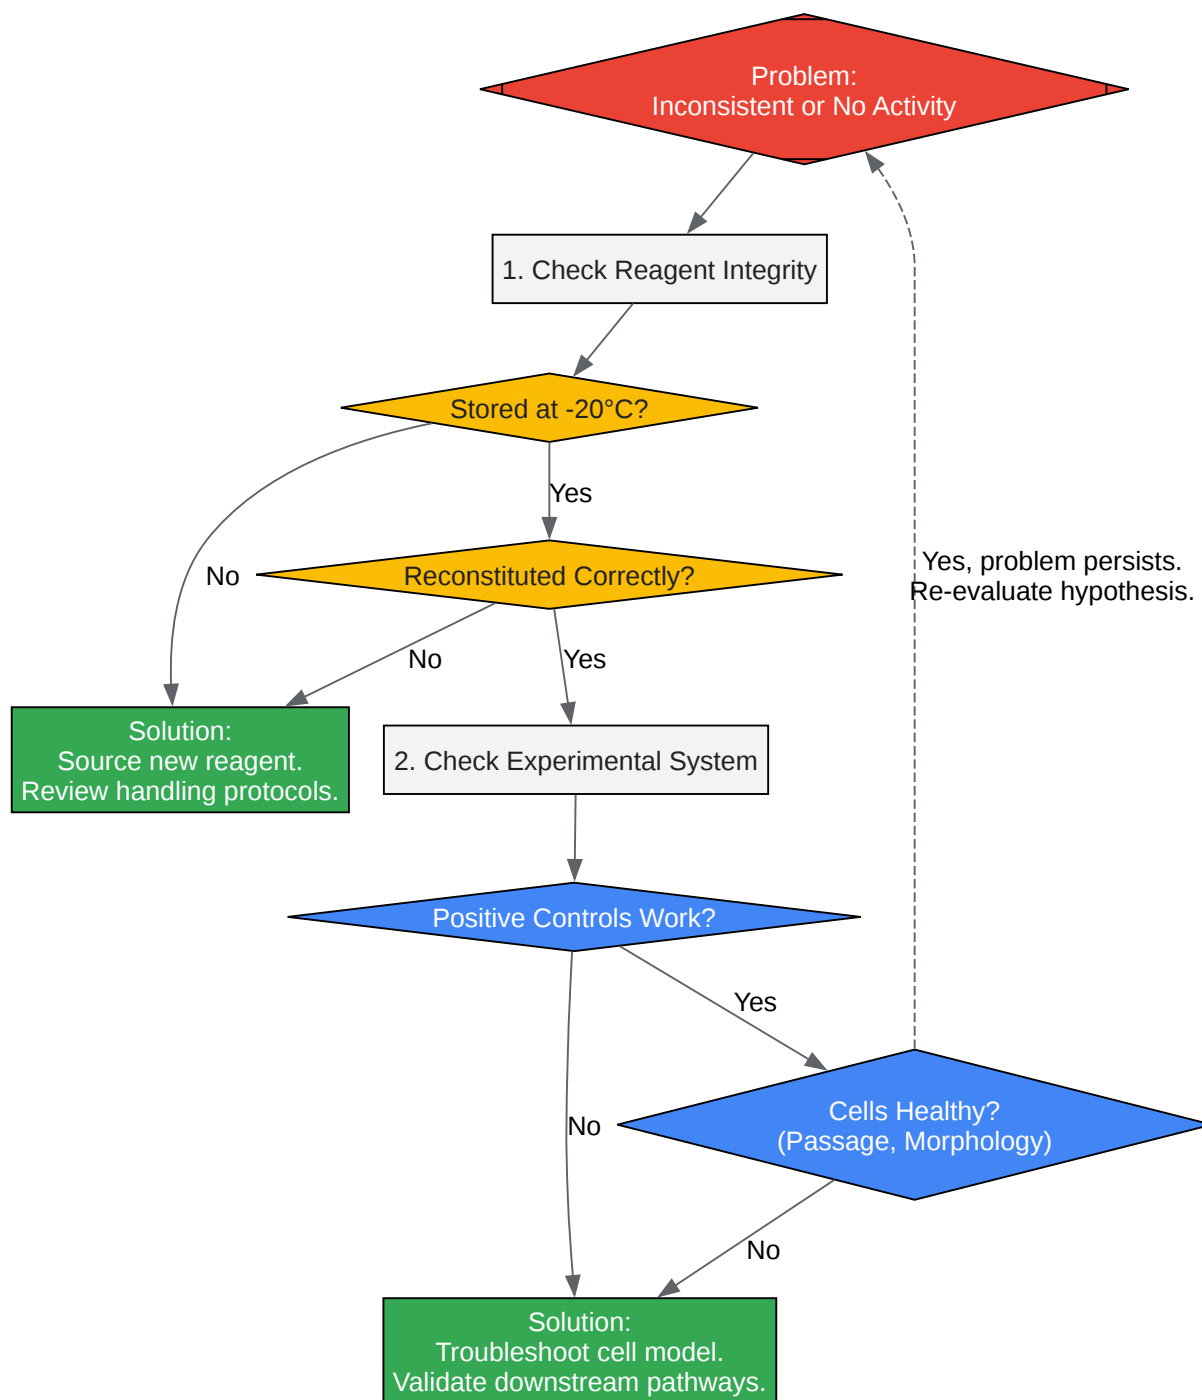 Problem:
Inconsistent or No Activity
1. Check Reagent Integrity
Stored at -20°C?
Yes
No
Reconstituted Correctly?
Yes, problem persists.
Re-evaluate hypothesis.
No
Yes
Solution:
Source new reagent.
Review handling protocols.
2. Check Experimental System
Positive Controls Work?
Yes
No
Cells Healthy?
(Passage, Morphology)
No
Solution:
Troubleshoot cell model.
Validate downstream pathways.